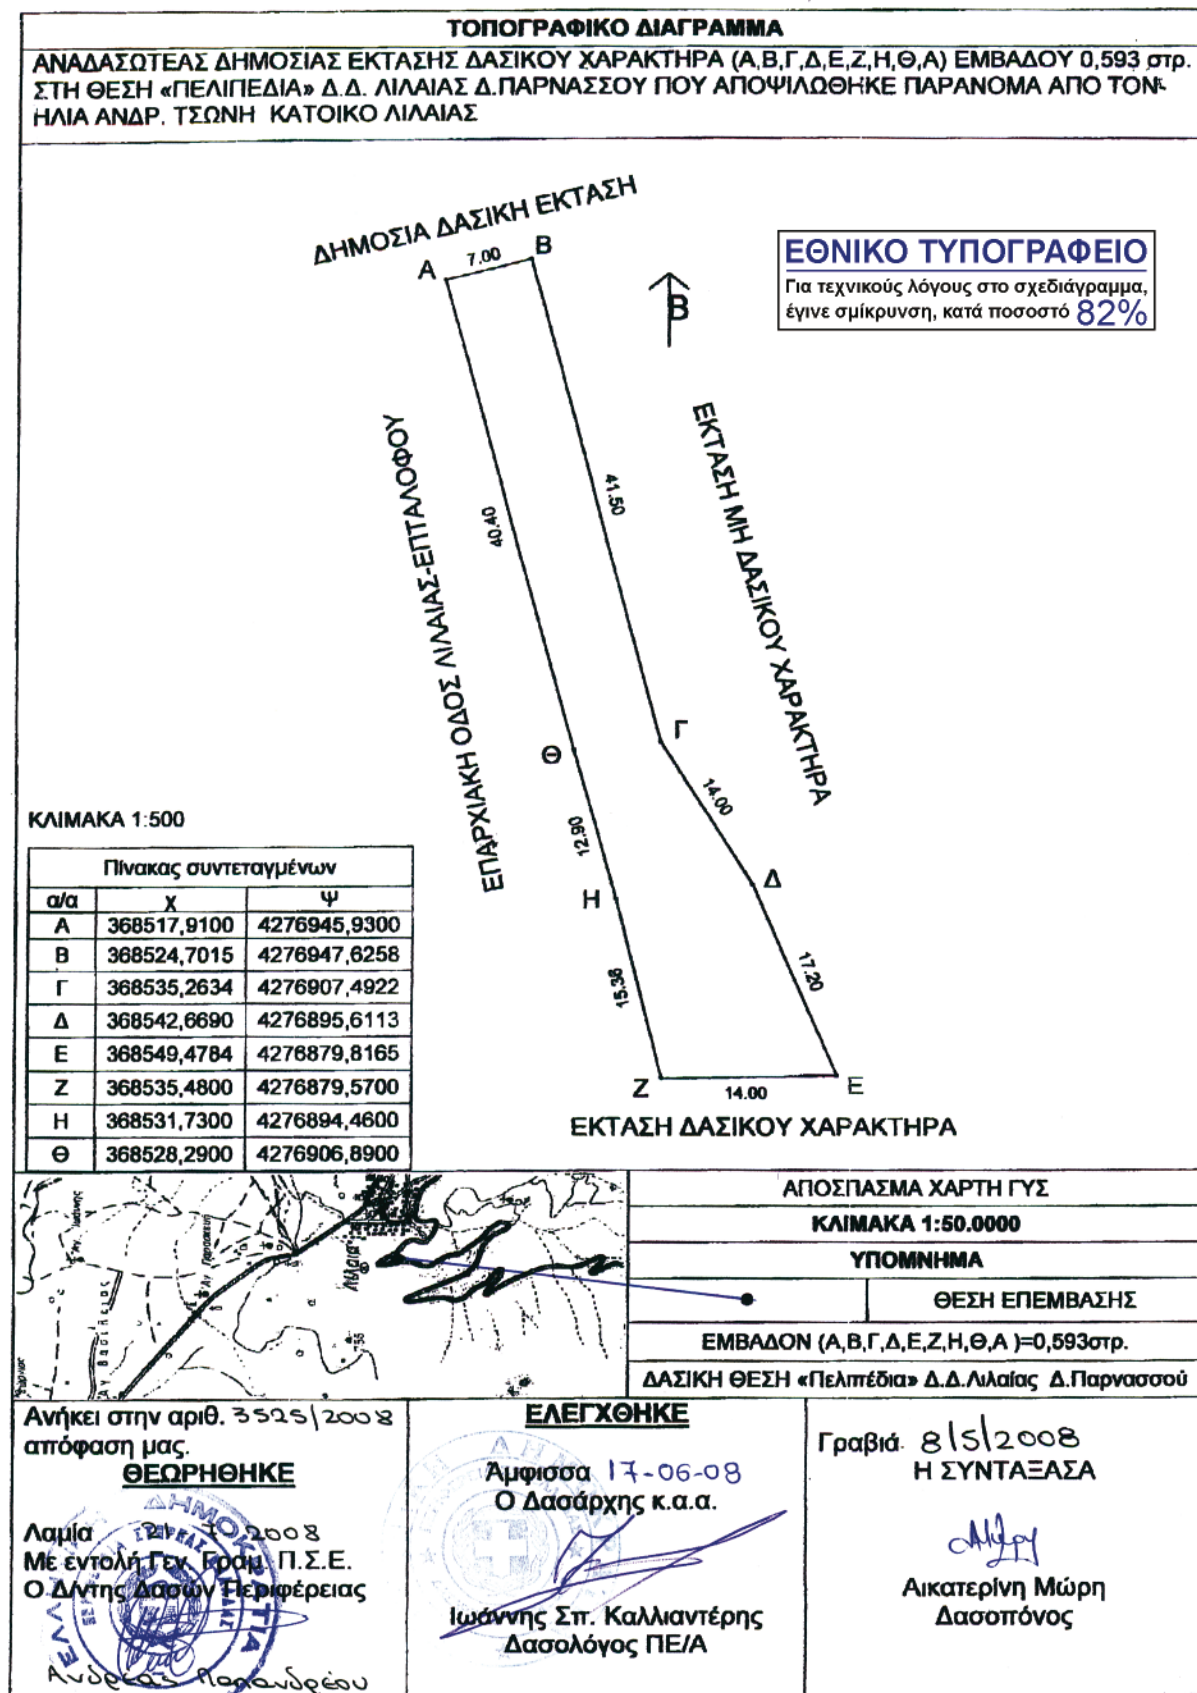 ΤΟΠΟΓΡΑΦΙΚΟ ΔΙΑΓΡΑΜΜΑ
ΑΝΑΔΑΣΩΤΕΑΣ ΔΗΜΟΣΙΑΣ ΕΚΤΑΣΗΣ ΔΑΣΙΚΟΥ ΧΑΡΑΚΤΗΡΑ (Α,Β,Γ,Δ,Ε,Ζ,Η,Θ,Α) ΕΜΒΑΔΟΥ 0,593 στρ.
ΣΤΗ ΘΕΣΗ «ΠΕΛΙΠΕΔΙΑ» Δ.Δ. ΛΙΛΑΙΑΣ Δ.ΠΑΡΝΑΣΣΟΥ ΠΟΥ ΑΠΟΨΙΛΩΘΗΚΕ ΠΑΡΑΝΟΜΑ ΑΠΟ ΤΟΝ
ΗΛΙΑ ΑΝΔΡ. ΤΣΩΝΗ ΚΑΤΟΙΚΟ ΛΙΛΑΙΑΣ
ΔΗΜΟΣΙΑ ΔΑΣΙΚΗ ΕΚΤΑΣΗ
Α 7.00 Β
ΕΘΝΙΚΟ ΤΥΠΟΓΡΑΦΕΙΟ
Για τεχνικούς λόγους στο σχεδιάγραμμα,
έγινε σμίκρυνση, κατά ποσοστό 82%
Β
ΕΚΤΑΣΗ ΜΗ ΔΑΣΙΚΟΥ ΧΑΡΑΚΤΗΡΑ
ΕΠΑΡΧΙΑΚΗ ΟΔΟΣ ΛΙΛΑΙΑΣ-ΕΠΤΑΛΟΦΟΥ
40.40
41.50
Γ
Θ
14.00
12.90
Δ
Η
17.20
15.36
Ζ
14.00
Ε
ΕΚΤΑΣΗ ΔΑΣΙΚΟΥ ΧΑΡΑΚΤΗΡΑ
ΚΛΙΜΑΚΑ 1:500
Πίνακας συντεταγμένων
α/α χ ψ
Α 368517,9100 4276945,9300
Β 368524,7015 4276947,6258
Γ 368535,2634 4276907,4922
Δ 368542,6690 4276895,6113
Ε 368549,4784 4276879,8165
Ζ 368535,4800 4276879,5700
Η 368531,7300 4276894,4600
Θ 368528,2900 4276906,8900
Λιλαία
ΑΠΟΣΠΑΣΜΑ ΧΑΡΤΗ ΓΥΣ
ΚΛΙΜΑΚΑ 1:50.0000
ΥΠΟΜΝΗΜΑ
ΘΕΣΗ ΕΠΕΜΒΑΣΗΣ
ΕΜΒΑΔΟΝ (Α,Β,Γ,Δ,Ε,Ζ,Η,Θ,Α )=0,593στρ.
ΔΑΣΙΚΗ ΘΕΣΗ «Πελιπέδια» Δ.Δ.Λιλαίας Δ.Παρνασσού
Ανήκει στην αριθ. 3525/2008
απόφαση μας.
ΘΕΩΡΗΘΗΚΕ
Λαμία 21-7-2008
Με εντολή Γεν. Γραμ. Π.Σ.Ε.
Ο Δ/ντης Δασών Περιφέρειας
Ανδρέας Παπανδρέου
ΕΛΕΓΧΘΗΚΕ
Άμφισσα 17-06-08
Ο Δασάρχης κ.α.α.
Ιωάννης Σπ. Καλλιαντέρης
Δασολόγος ΠΕ/Α
Γραβιά 8/5/2008
Η ΣΥΝΤΑΞΑΣΑ
Αικατερίνη Μώρη
Δασοπόνος